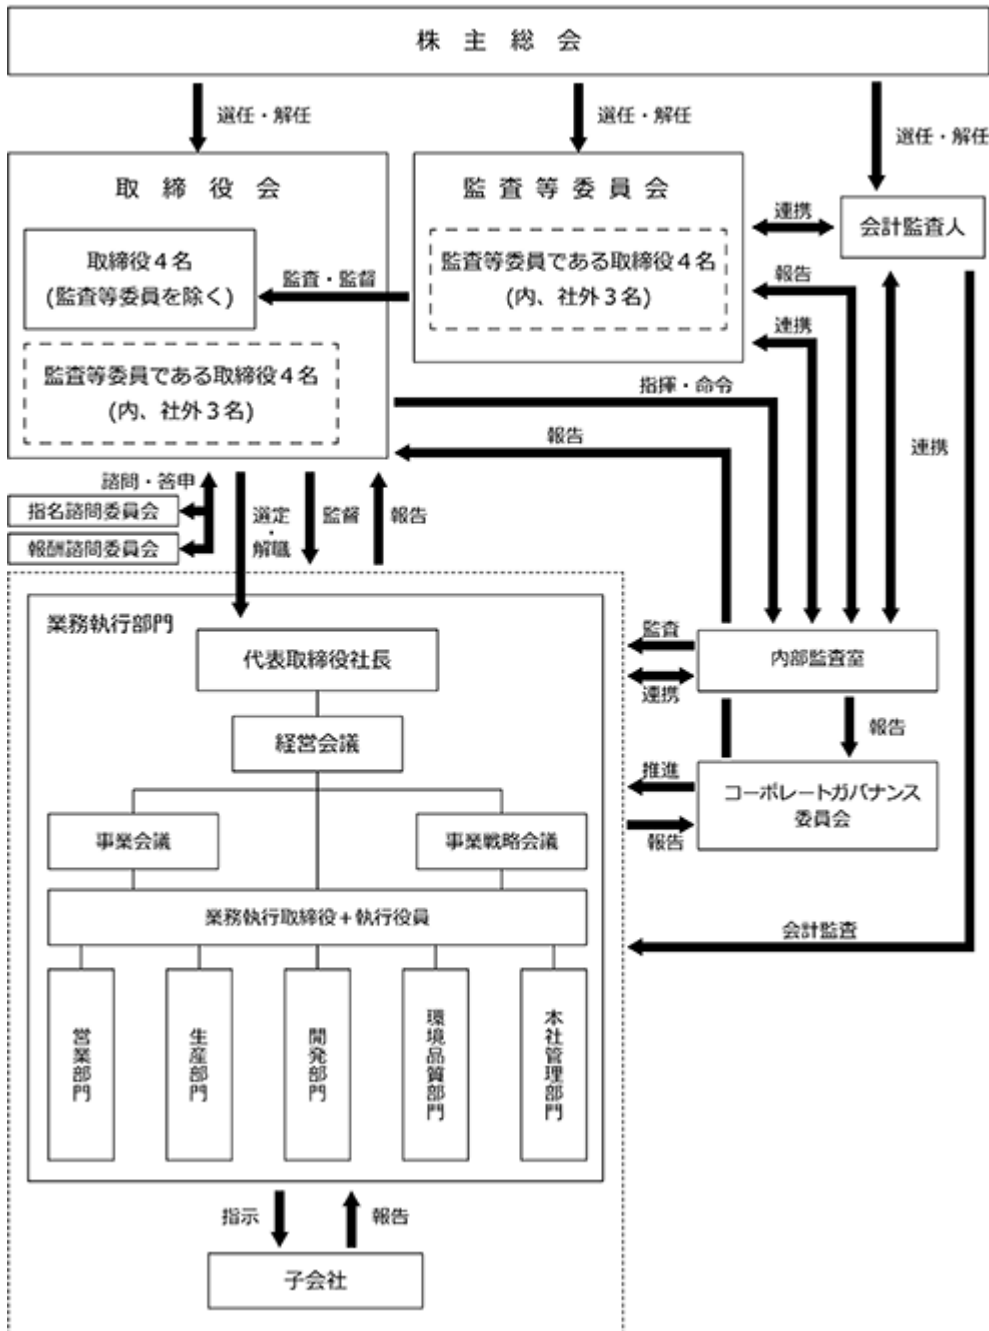 株主総会
選任・解任
選任・解任
選任・解任
取締役会
監査等委員会
会計監査人
連携
取締役４名
(監査等委員を除く)
監査・監督
監査等委員である取締役４名
(内、社外３名)
報告
連携
監査等委員である取締役４名
(内、社外３名)
指揮・命令
報告
連携
諮問・答申
指名諮問委員会
報酬諮問委員会
選定
・
解職
監督
報告
業務執行部門
代表取締役社長
監査
連携
内部監査室
経営会議
報告
推進
報告
コーポレートガバナンス
委員会
事業会議
事業戦略会議
業務執行取締役＋執行役員
会計監査
営業部門
生産部門
開発部門
環境品質部門
本社管理部門
指示
報告
子会社